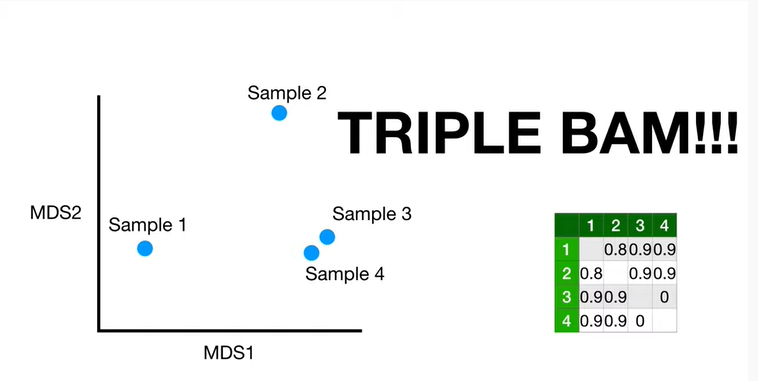 Sample 2
TRIPLE BAM!!!
MDS2
Sample 1
Sample 3
Sample 4
MDS1
1 2 3 4
1 0.8 0.9 0.9
2 0.8 0.9 0.9
3 0.9 0.9 0
4 0.9 0.9 0